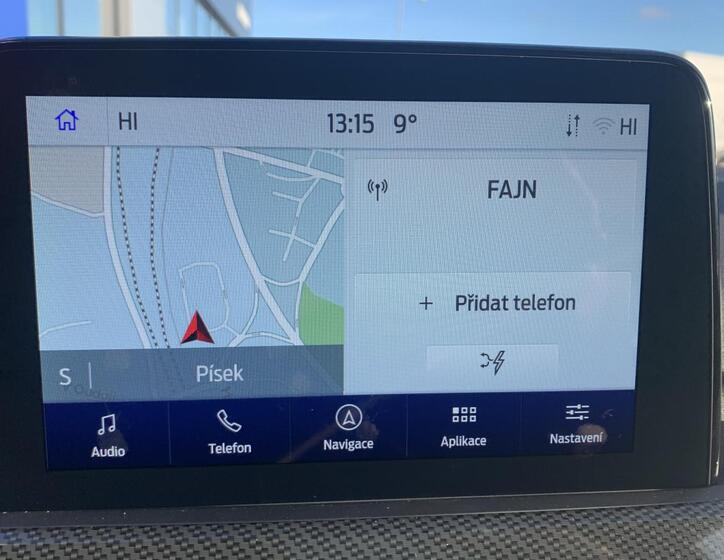 HI 13:15 9° HI
FAJN
+ Přidat telefon
S | Písek
Audio Telefon Navigace Aplikace Nastavení